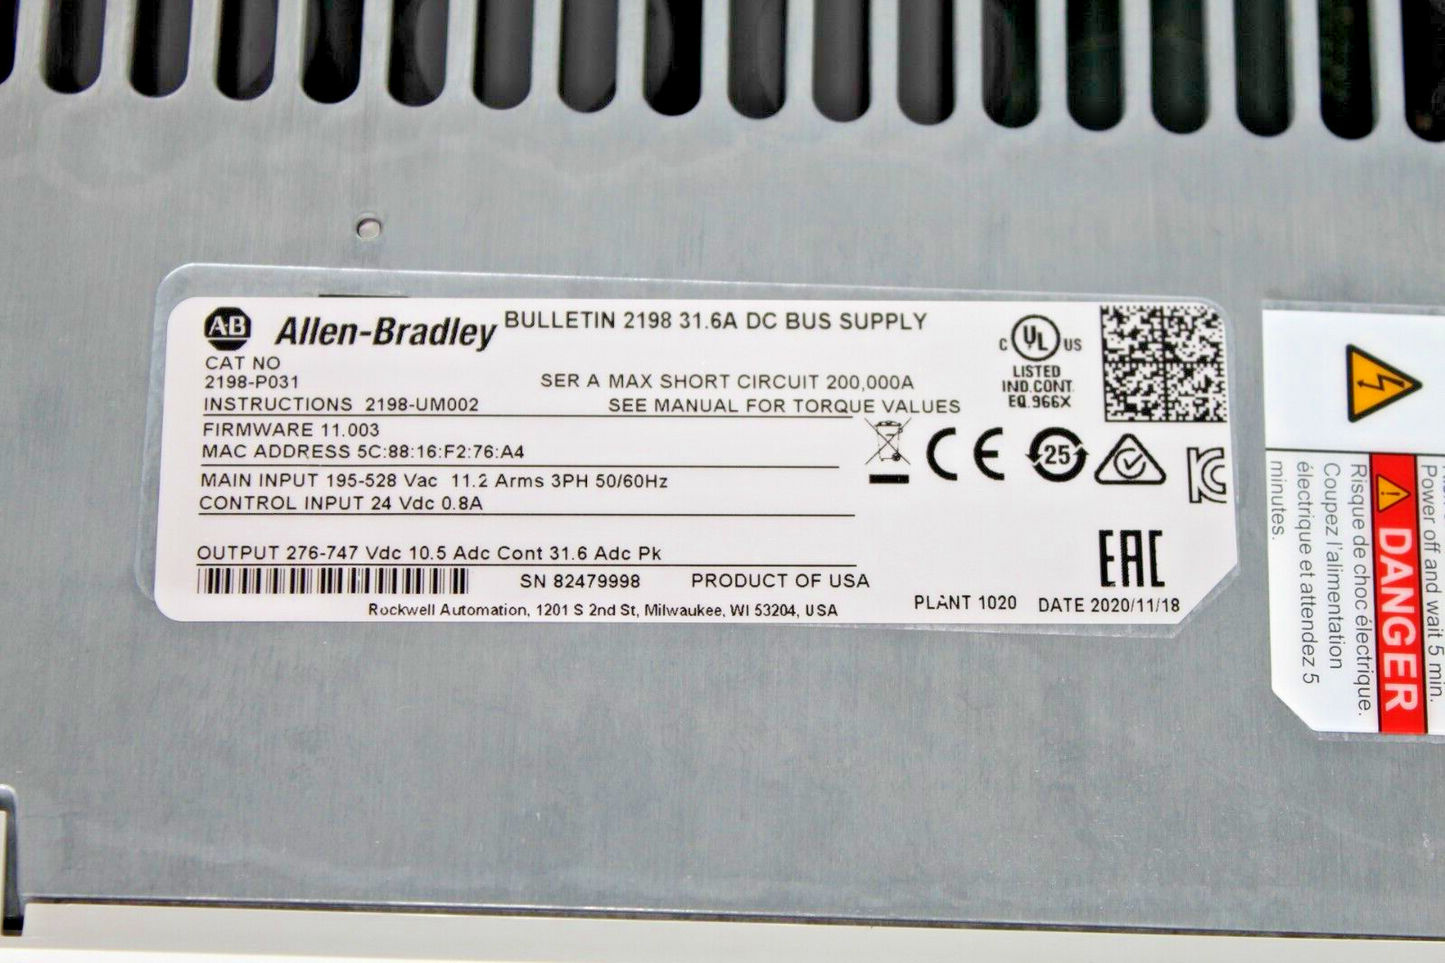 AB Allen-Bradley BULLETIN 2198 31.6A DC BUS SUPPLY
CAT NO
2198-P031 SER A MAX SHORT CIRCUIT 200,000A
INSTRUCTIONS 2198-UM002 SEE MANUAL FOR TORQUE VALUES
FIRMWARE 11.003
MAC ADDRESS 5C:88:16:F2:76:A4
MAIN INPUT 195-528 Vac 11.2 Arms 3PH 50/60Hz
CONTROL INPUT 24 Vdc 0.8A
OUTPUT 276-747 Vdc 10.5 Adc Cont 31.6 Adc Pk
SN 82479998 PRODUCT OF USA
Rockwell Automation, 1201 S 2nd St, Milwaukee, WI 53204, USA
PLANT 1020 DATE 2020/11/18
C UL US
LISTED
IND.CONT.
EQ.966X
CE
25
KC
EAC
Power off and wait 5 min.
DANGER
Risque de choc électrique.
Coupez l'alimentation
électrique et attendez 5
minutes.